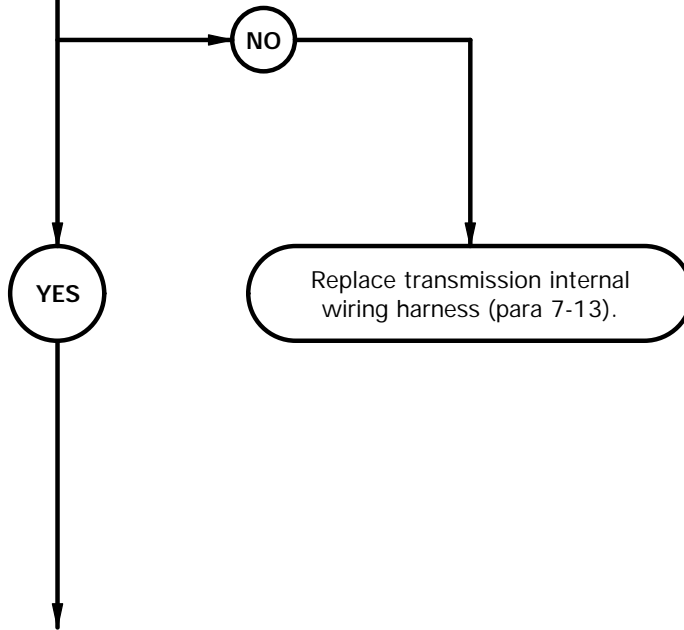 NO
YES
Replace transmission internal
wiring harness (para 7-13).